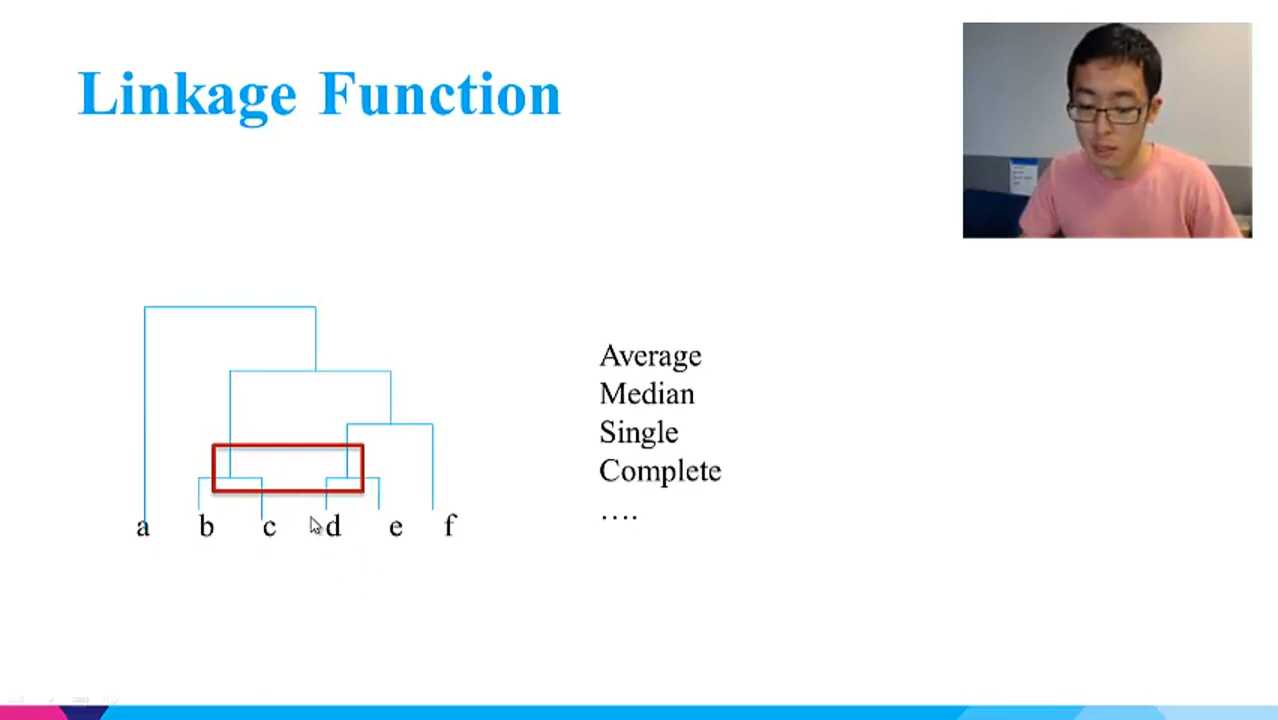 Linkage Function
Average
Median
Single
Complete
….
a b c d e f